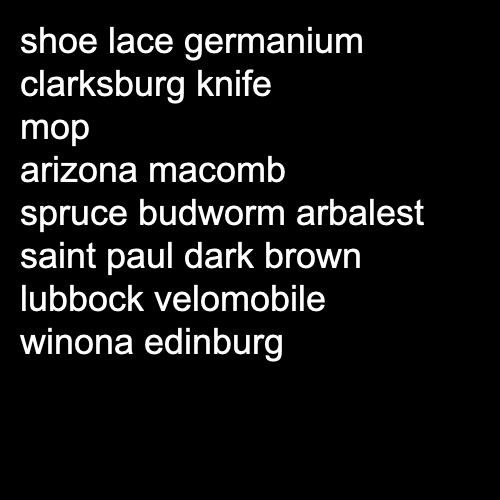 shoe lace germanium
clarksburg knife
mop
arizona macomb
spruce budworm arbalest
saint paul dark brown
lubbock velomobile
winona edinburg